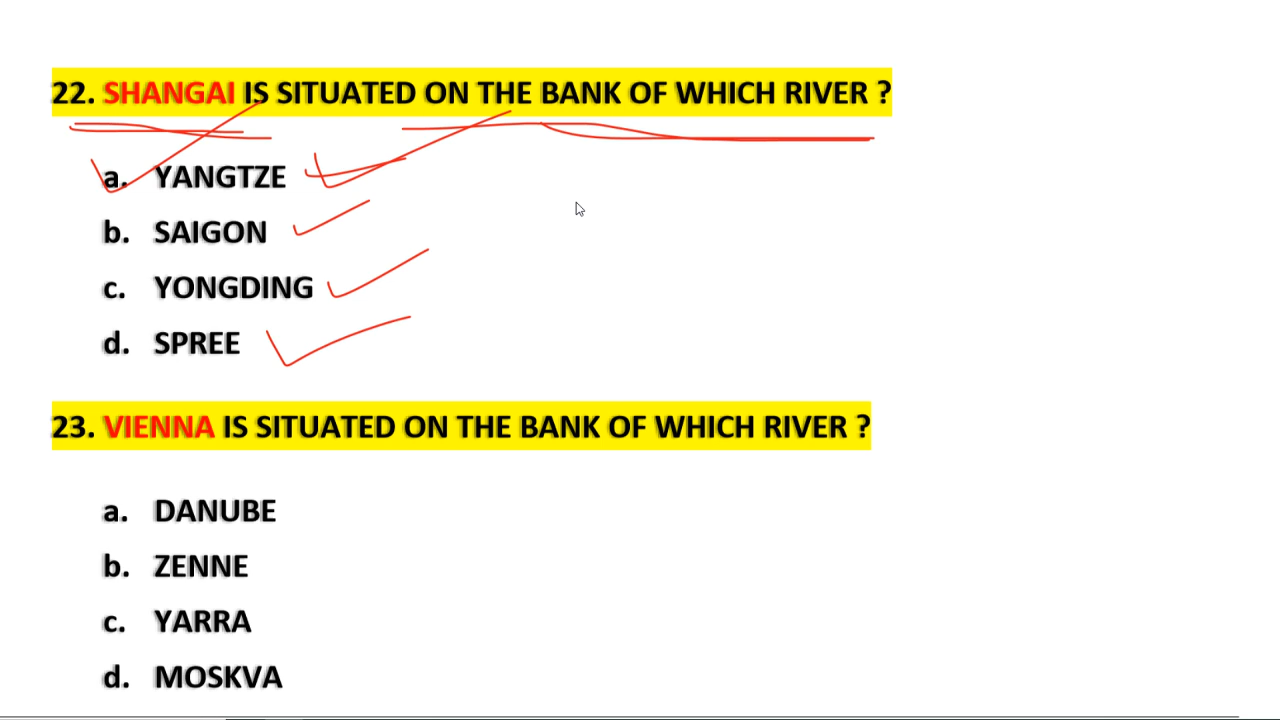 22. SHANGAI IS SITUATED ON THE BANK OF WHICH RIVER ?
a. YANGTZE
b. SAIGON
c. YONGDING
d. SPREE
23. VIENNA IS SITUATED ON THE BANK OF WHICH RIVER ?
a. DANUBE
b. ZENNE
c. YARRA
d. MOSKVA